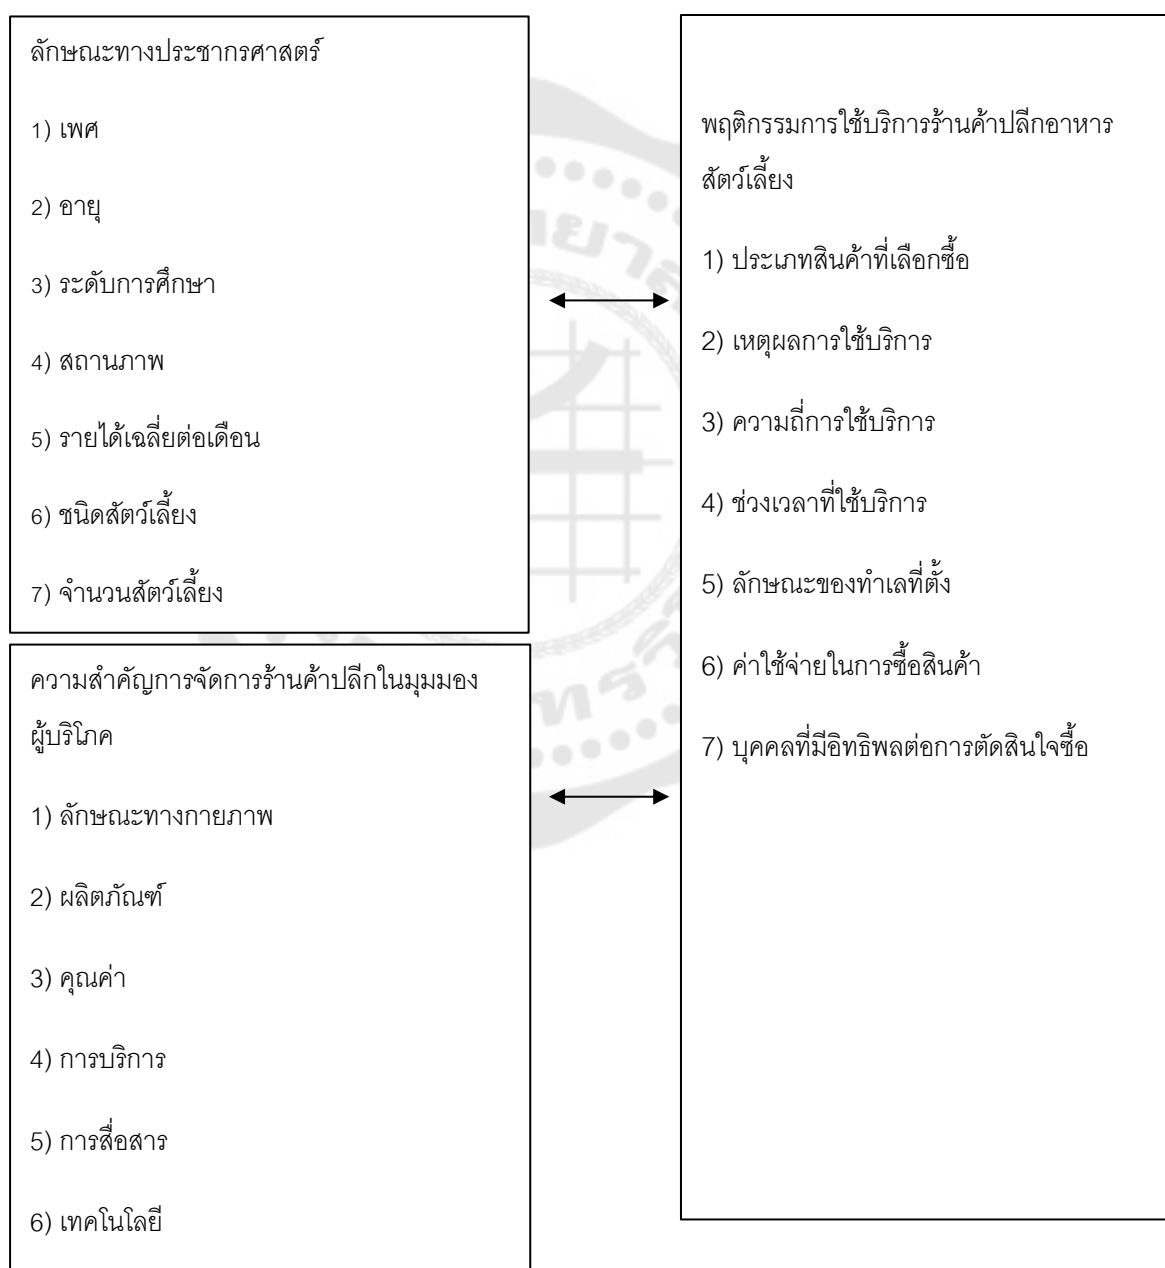 ลักษณะทางประชากรศาสตร์
1) เพศ
2) อายุ
3) ระดับการศึกษา
4) สถานภาพ
5) รายได้เฉลี่ยต่อเดือน
6) ชนิดสัตว์เลี้ยง
7) จำนวนสัตว์เลี้ยง
ความสำคัญการจัดการร้านค้าปลีกในมุมมอง
ผู้บริโภค
1) ลักษณะทางกายภาพ
2) ผลิตภัณฑ์
3) คุณค่า
4) การบริการ
5) การสื่อสาร
6) เทคโนโลยี
พฤติกรรมการใช้บริการร้านค้าปลีกอาหาร
สัตว์เลี้ยง
1) ประเภทสินค้าที่เลือกซื้อ
2) เหตุผลการใช้บริการ
3) ความถี่การใช้บริการ
4) ช่วงเวลาที่ใช้บริการ
5) ลักษณะของทำเลที่ตั้ง
6) ค่าใช้จ่ายในการซื้อสินค้า
7) บุคคลที่มีอิทธิพลต่อการตัดสินใจซื้อ